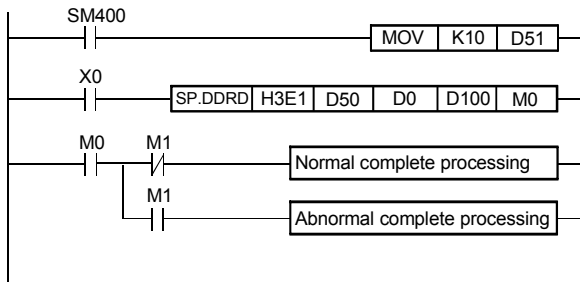 SM400
MOV K10 D51
X0
SP.DDRD H3E1 D50 D0 D100 M0
M0 M1
Normal complete processing
M1
Abnormal complete processing